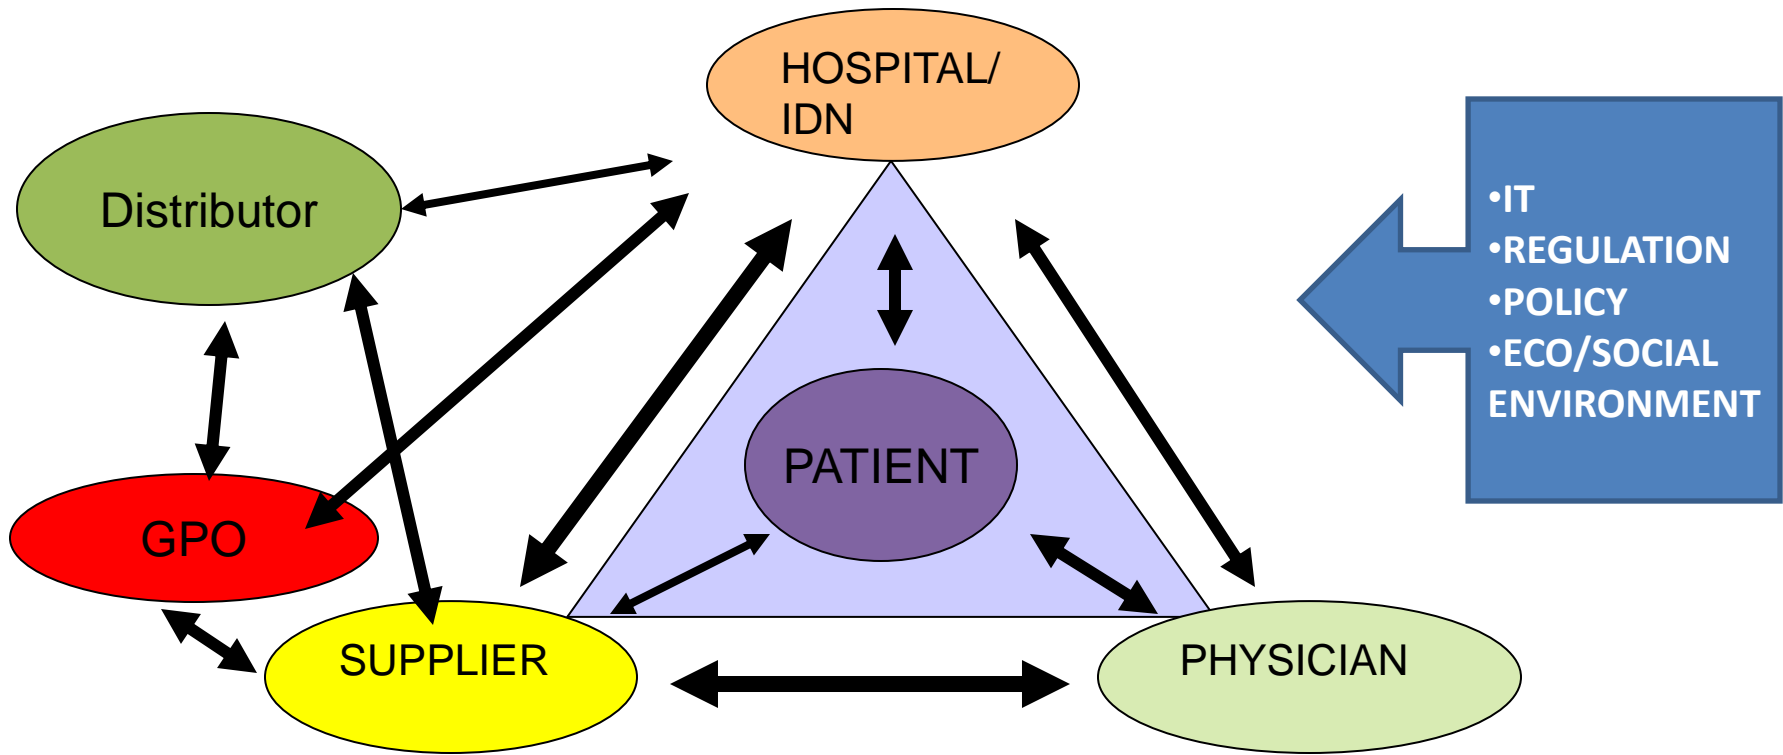 HOSPITAL/
IDN
Distributor
•IT
•REGULATION
•POLICY
•ECO/SOCIAL
ENVIRONMENT
PATIENT
GPO
SUPPLIER
PHYSICIAN